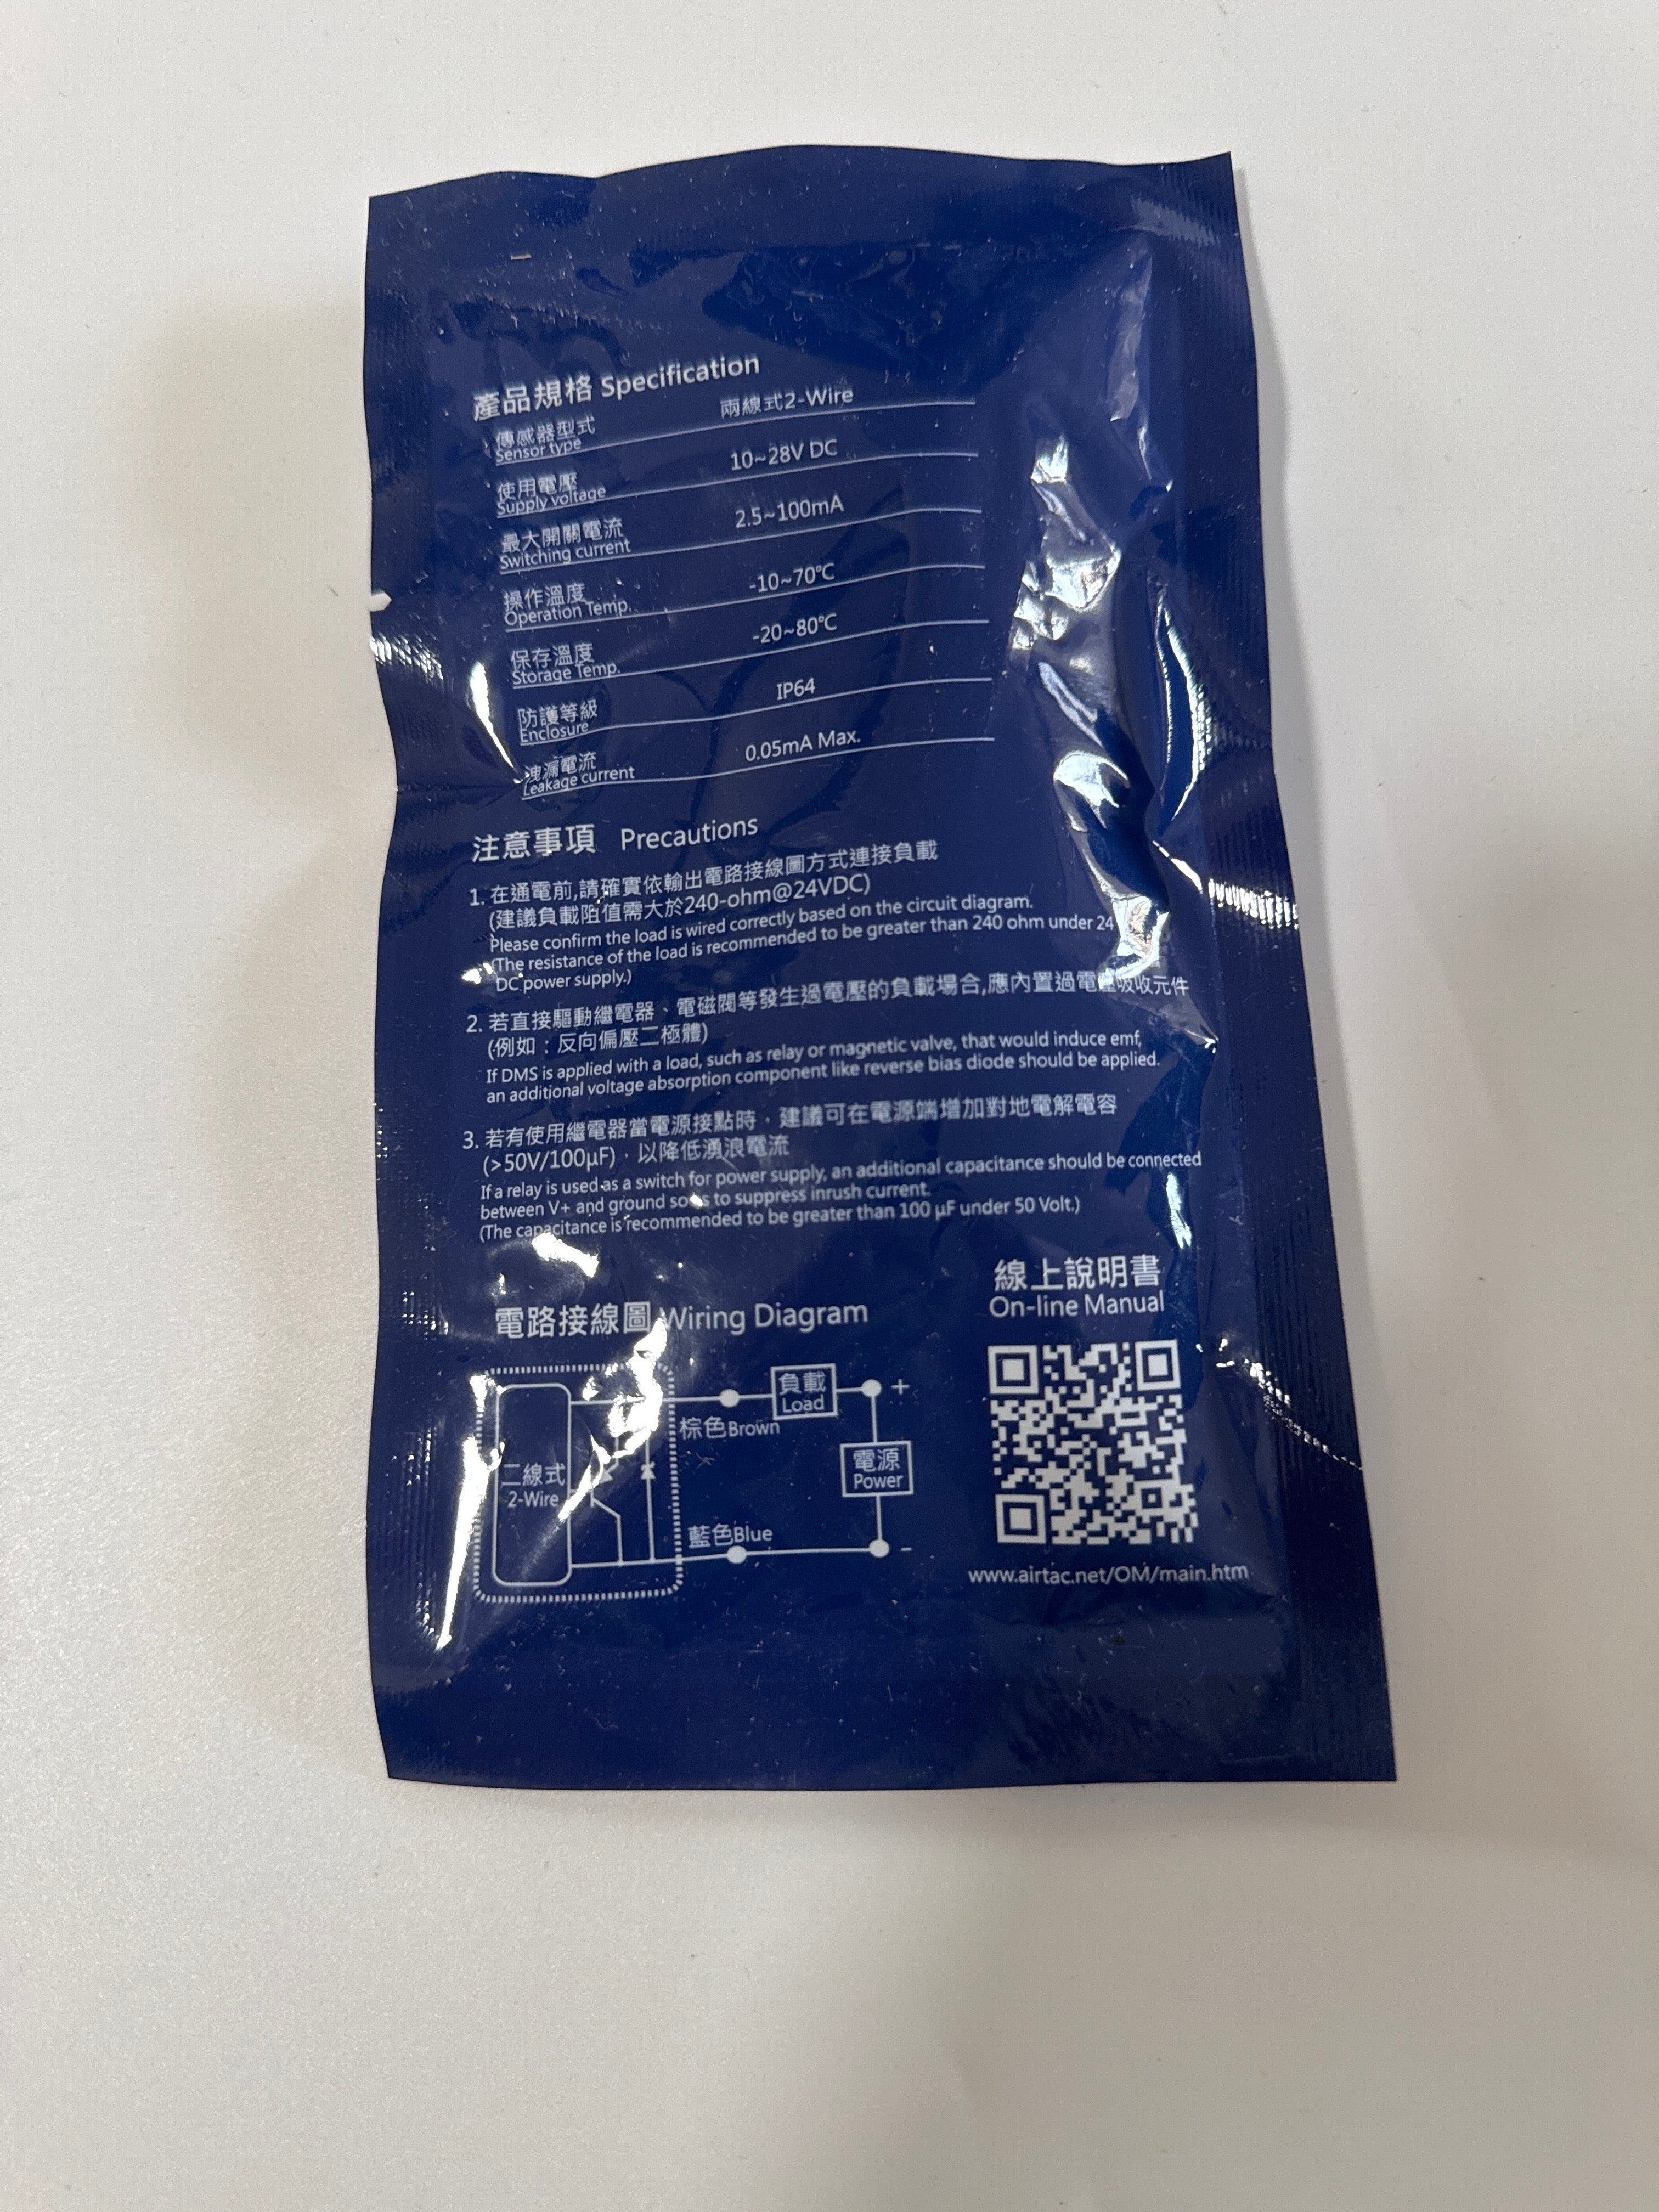 產品規格 Specification
傳感器型式 兩線式2-Wire
Sensor type
使用電壓 10~28V DC
Supply voltage
最大開關電流 2.5~100mA
Switching current
操作溫度 -10~70℃
Operation Temp.
保存溫度 -20~80℃
Storage Temp.
防護等級 IP64
Enclosure
洩漏電流 0.05mA Max.
Leakage current
注意事項 Precautions
1. 在通電前,請確實依輸出電路接線圖方式連接負載
(建議負載阻值需大於240-ohm@24VDC)
Please confirm the load is wired correctly based on the circuit diagram.
(The resistance of the load is recommended to be greater than 240 ohm under 24
DC power supply.)
2. 若直接驅動繼電器、電磁閥等發生過電壓的負載場合,應內置過電壓吸收元件
(例如：反向偏壓二極體)
If DMS is applied with a load, such as relay or magnetic valve, that would induce emf,
an additional voltage absorption component like reverse bias diode should be applied.
3. 若有使用繼電器當電源接點時，建議可在電源端增加對地電解電容
(>50V/100μF)，以降低湧浪電流
If a relay is used as a switch for power supply, an additional capacitance should be connected
between V+ and ground so as to suppress inrush current.
(The capacitance is recommended to be greater than 100 μF under 50 Volt.)
線上說明書
On-line Manual
電路接線圖 Wiring Diagram
負載
Load
+
棕色Brown
電源
Power
二線式
2-Wire
藍色Blue
-
www.airtac.net/OM/main.htm